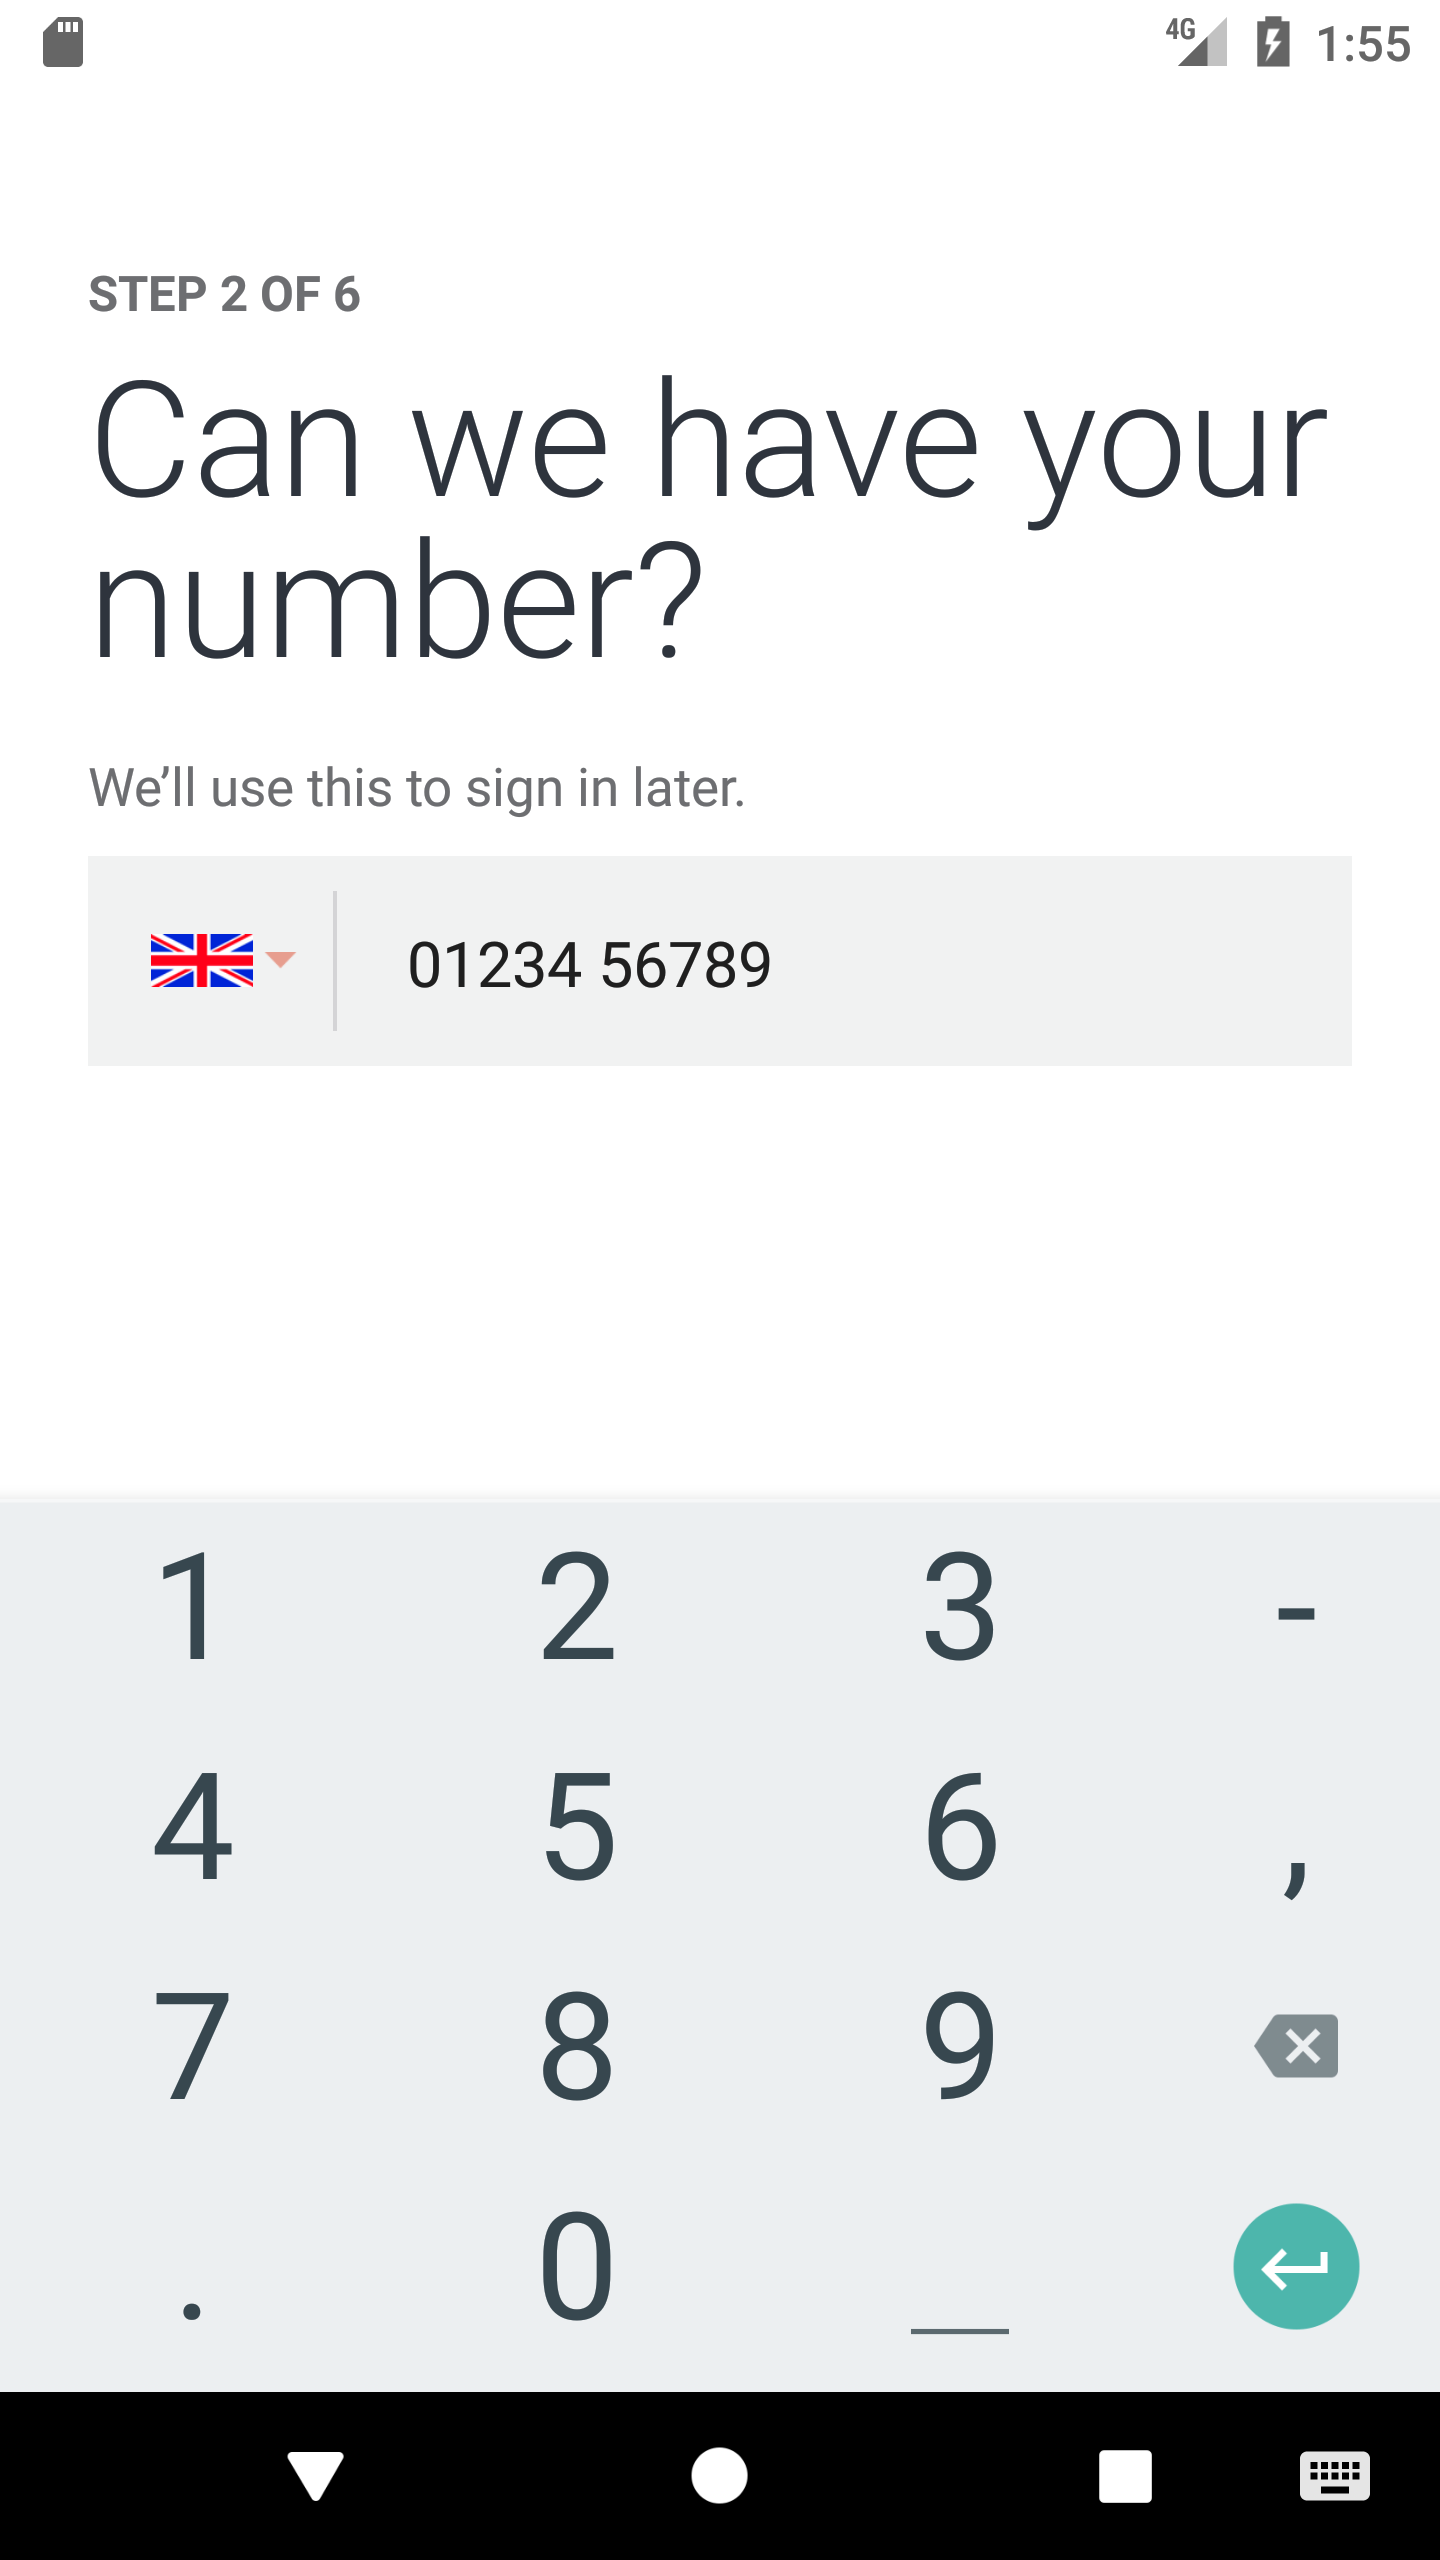 4G 1:55
STEP 2 OF 6
Can we have your
number?
We’ll use this to sign in later.
01234 56789
1 2 3 -
4 5 6 ,
7 8 9
. 0 _